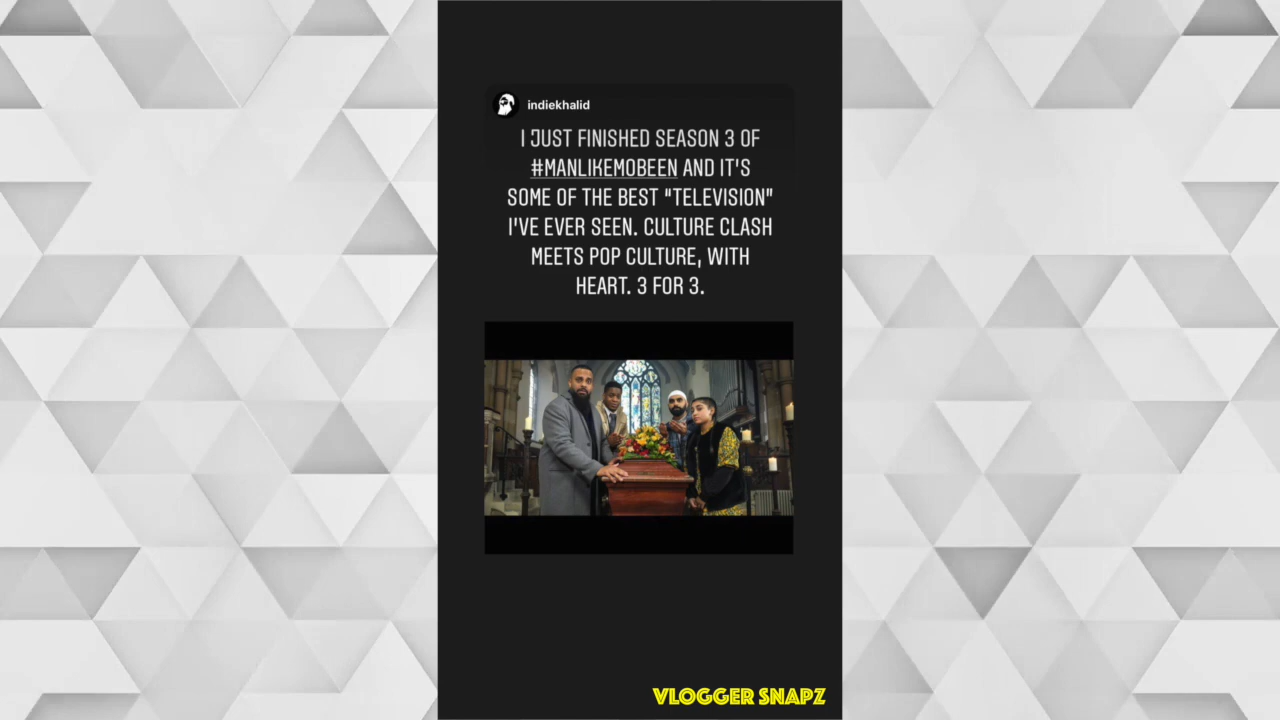 indiekhalid
I JUST FINISHED SEASON 3 OF
#MANLIKEMOBEEN AND IT'S
SOME OF THE BEST "TELEVISION"
I'VE EVER SEEN. CULTURE CLASH
MEETS POP CULTURE, WITH
HEART. 3 FOR 3.
VLOGGER SNAPZ